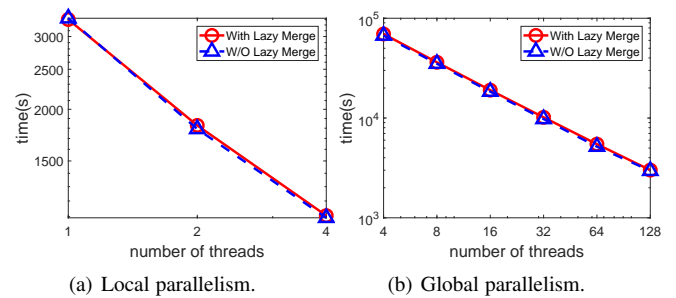 3000
2500
2000
1500
time(s)
With Lazy Merge
W/O Lazy Merge
1
2
4
number of threads
(a) Local parallelism.
10^5
10^4
10^3
time(s)
With Lazy Merge
W/O Lazy Merge
4
8
16
32
64
128
number of threads
(b) Global parallelism.